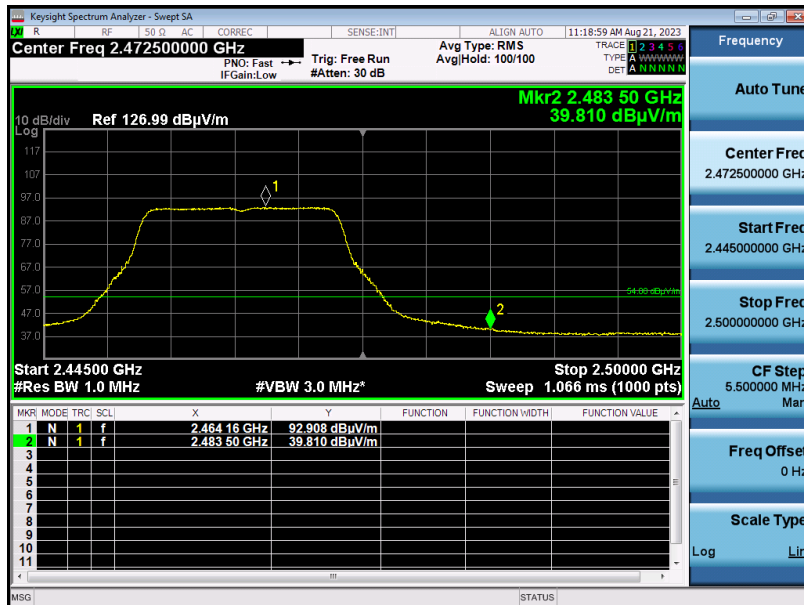 Keysight Spectrum Analyzer - Swept SA
LXI R RF 50 Ω AC CORREC SENSE:INT ALIGN AUTO 11:18:59 AM Aug 21, 2023
Center Freq 2.472500000 GHz
PNO: Fast
IFGain:Low
Trig: Free Run
#Atten: 30 dB
Avg Type: RMS
Avg|Hold: 100/100
TRACE 1 2 3 4 5 6
TYPE A W W W W W
DET A N N N N N
Mkr2 2.483 50 GHz
39.810 dBµV/m
10 dB/div Ref 126.99 dBµV/m
Log
117
107
97.0
87.0
77.0
67.0
57.0
47.0
37.0
1
54.00 dBµV/m
2
Start 2.44500 GHz Stop 2.50000 GHz
#Res BW 1.0 MHz #VBW 3.0 MHz* Sweep 1.066 ms (1000 pts)
MKR MODE TRC SCL X Y FUNCTION FUNCTION WIDTH FUNCTION VALUE
1 N 1 f 2.464 16 GHz 92.908 dBµV/m
2 N 1 f 2.483 50 GHz 39.810 dBµV/m
3
4
5
6
7
8
9
10
11
MSG STATUS
Frequency
Auto Tune
Center Freq
2.472500000 GHz
Start Freq
2.445000000 GHz
Stop Freq
2.500000000 GHz
CF Step
5.500000 MHz
Auto Man
Freq Offset
0 Hz
Scale Type
Log Lin